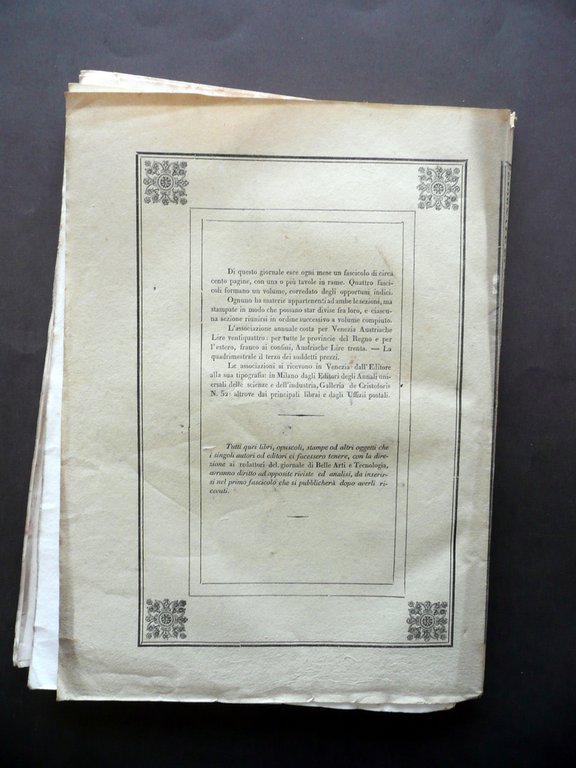 Di questo giornale esce ogni mese un fascicolo di circa
cento pagine, con una o più tavole in rame. Quattro fasci-
coli formano un volume, corredato degli opportuni indici.
Ognuno ha materie appartenenti ad ambe le sezioni, ma
stampate in modo che possano star divise fra loro, e ciascu-
na sezione riunirsi in ordine successivo a volume compiuto.
L'associazione annuale costa per Venezia Austriache
Lire ventiquattro: per tutte le provincie del Regno e per
l'estero, franco ai confini, Austriache Lire trenta. — La
quadrimestrale il terzo dei suddetti prezzi.
Le associazioni si ricevono in Venezia dall'Editore
alla sua tipografia: in Milano dagli Editori degli Annali uni-
versali delle scienze e dell'industria, Galleria de Cristoforis
N. 52: altrove dai principali librai e dagli Uffizii postali.
Tutti quei libri, opuscoli, stampe od altri oggetti che
i singoli autori od editori ci facessero tenere, con la dire-
zione ai redattori del giornale di Belle Arti e Tecnologia,
avranno diritto ad apposite riviste ed analisi, da inserir-
si nel primo fascicolo che si pubblicherà dopo averli ri-
cevuti.